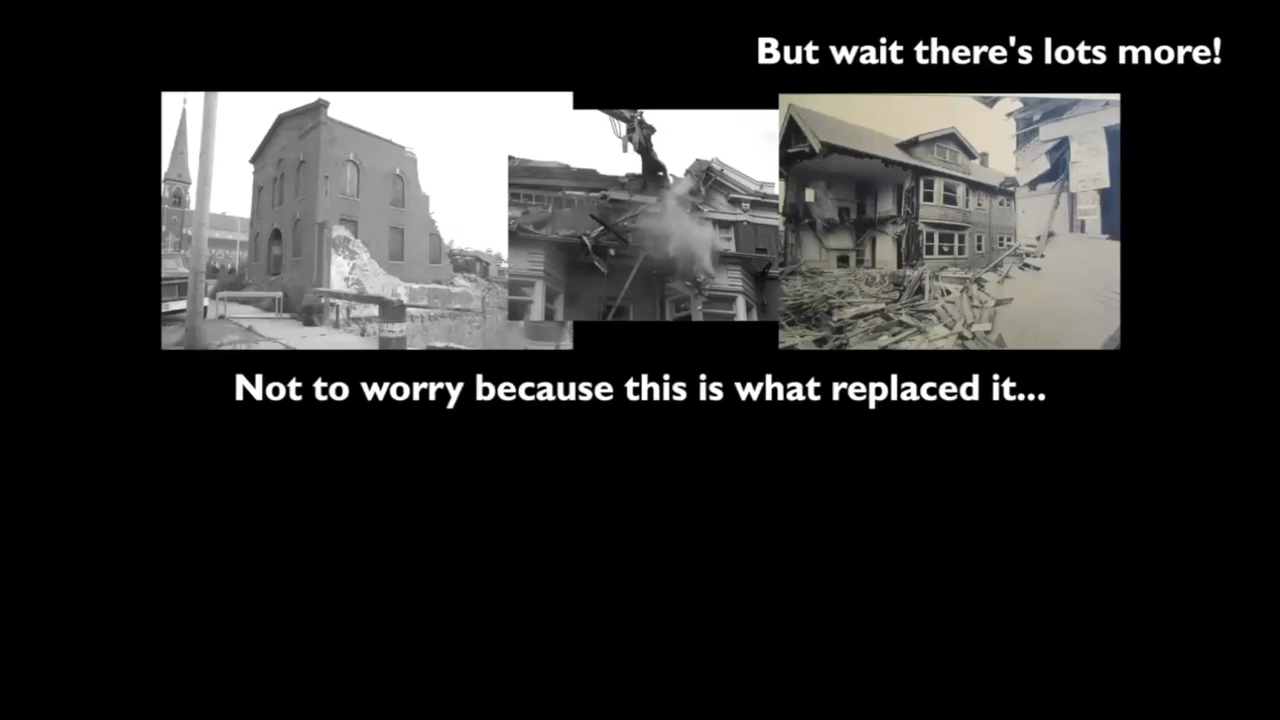 But wait there's lots more!
Not to worry because this is what replaced it...